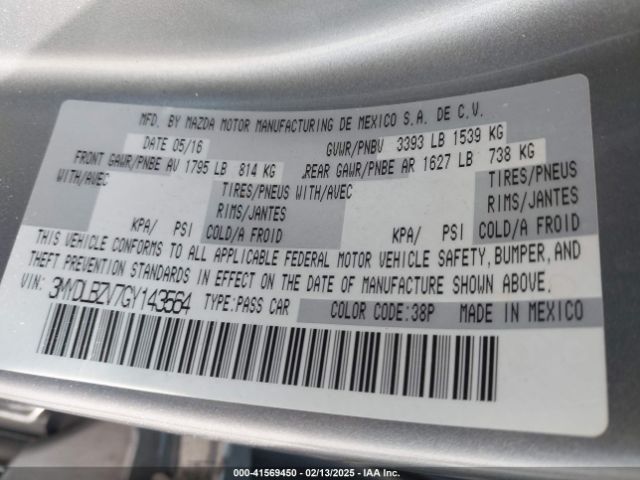 MFD. BY MAZDA MOTOR MANUFACTURING DE MEXICO S.A. DE C.V.
DATE 05/16 GVWR/PNBV 3393 LB 1539 KG
FRONT GAWR/PNBE AV 1795 LB 814 KG REAR GAWR/PNBE AR 1627 LB 738 KG
WITH/AVEC TIRES/PNEUS WITH/AVEC TIRES/PNEUS
RIMS/JANTES RIMS/JANTES
KPA/ PSI COLD/A FROID KPA/ PSI COLD/A FROID
THIS VEHICLE CONFORMS TO ALL APPLICABLE FEDERAL MOTOR VEHICLE SAFETY, BUMPER, AND
THEFT PREVENTION STANDARDS IN EFFECT ON THE DATE OF MANUFACTURE SHOWN ABOVE.
VIN: 3MYDLBZV7GY143564 TYPE:PASS CAR COLOR CODE:38P MADE IN MEXICO
000-41569450 - 02/13/2025 - IAA Inc.